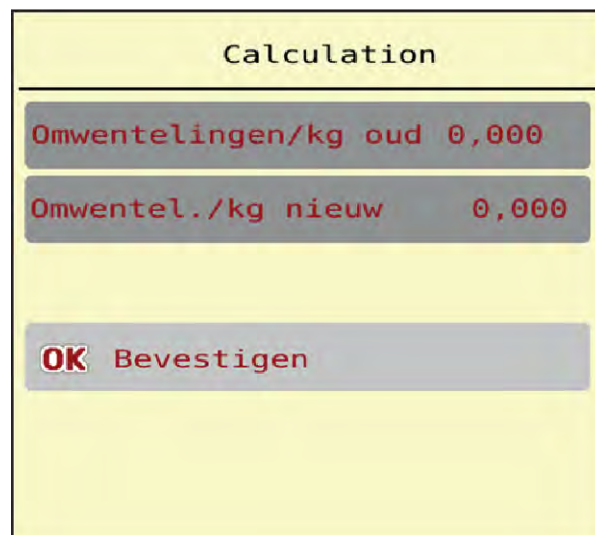 Calculation
Omwentelingen/kg oud 0,000
Omwentel./kg nieuw 0,000
OK Bevestigen